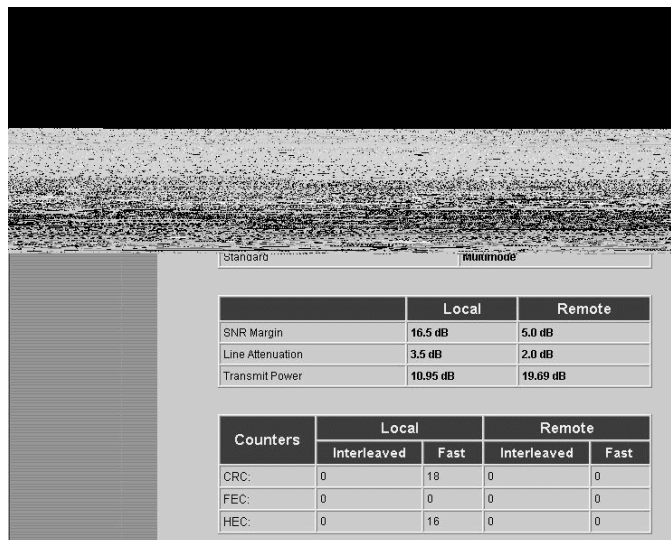 Standard Multimode
Local Remote
SNR Margin 16.5 dB 5.0 dB
Line Attenuation 3.5 dB 2.0 dB
Transmit Power 10.95 dB 19.69 dB
Counters Local Remote
Interleaved Fast Interleaved Fast
CRC: 0 18 0 0
FEC: 0 0 0 0
HEC: 0 16 0 0